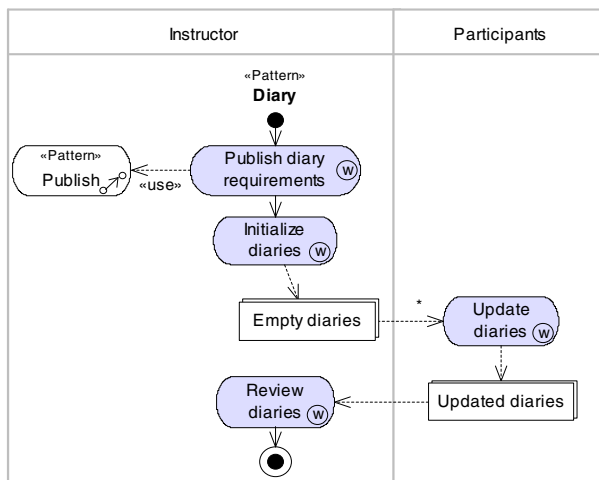 Instructor
Participants
«Pattern»
Diary
«Pattern»
Publish
«use»
Publish diary
requirements
W
Initialize
diaries
W
Empty diaries
*
Update
diaries
W
Review
diaries
W
Updated diaries